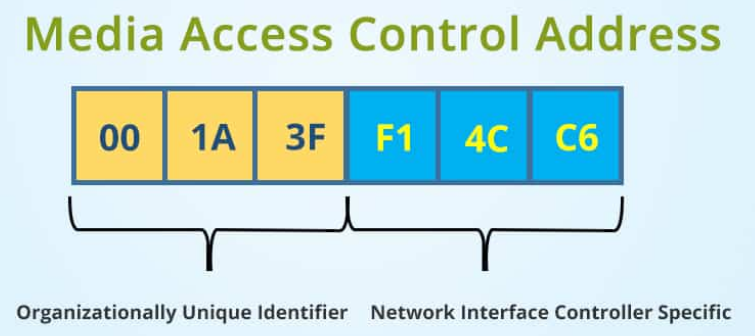 Media Access Control Address
00 1A 3F F1 4C C6
Organizationally Unique Identifier Network Interface Controller Specific